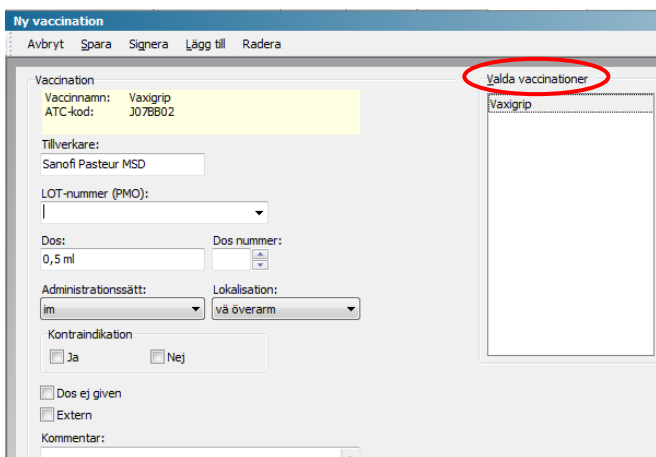 Ny vaccination
Avbryt Spara Signera Lägg till Radera
Vaccination
Vaccinnamn: Vaxigrip
ATC-kod: J07BB02
Tillverkare:
Sanofi Pasteur MSD
LOT-nummer (PMO):
Dos: Dos nummer:
0,5 ml
Administrationssätt: Lokalisation:
im vä överarm
Kontraindikation
Ja Nej
Dos ej given
Extern
Kommentar:
Valda vaccinationer
Vaxigrip